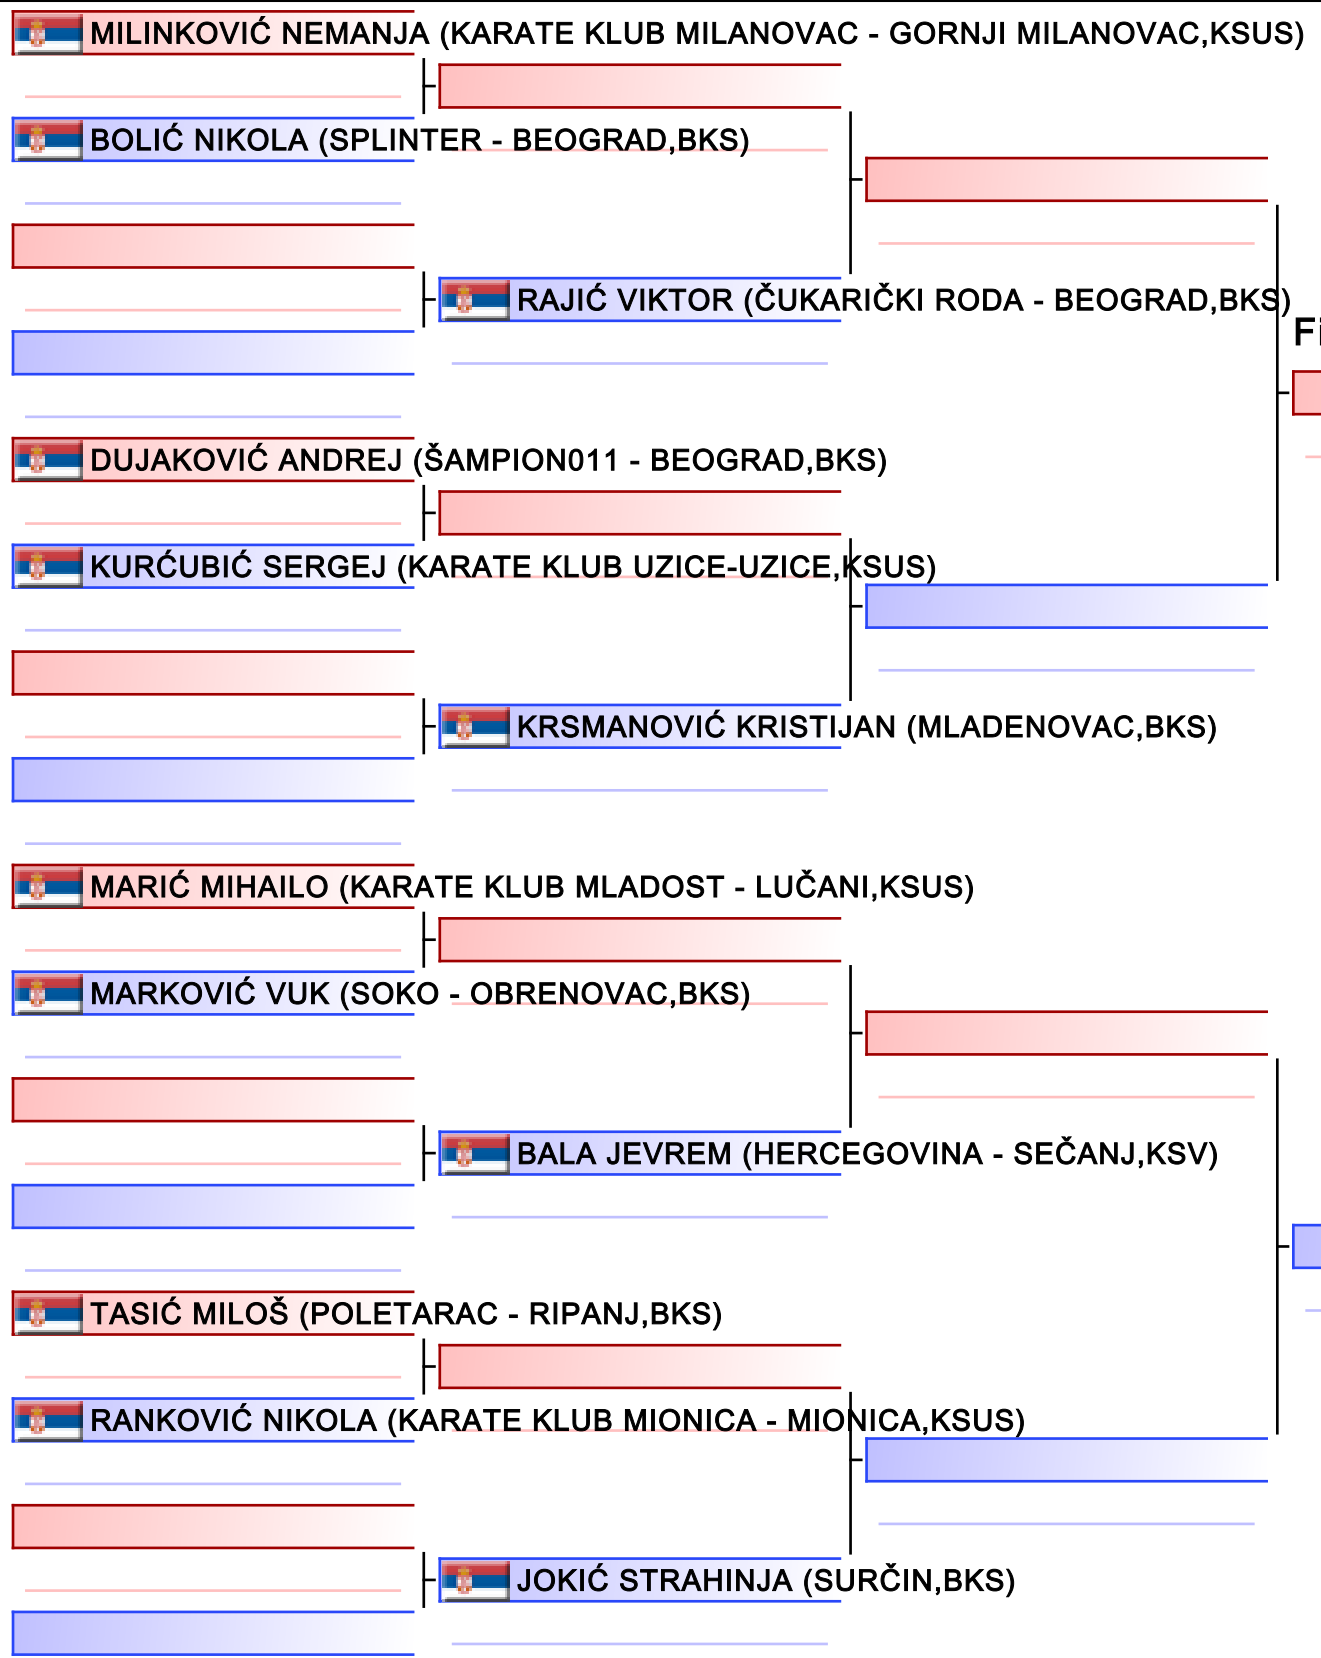 MILINKOVIĆ NEMANJA (KARATE KLUB MILANOVAC - GORNJI MILANOVAC,KSUS)
BOLIĆ NIKOLA (SPLINTER - BEOGRAD,BKS)
RAJIĆ VIKTOR (ČUKARIČKI RODA - BEOGRAD,BKS)
Fi
DUJAKOVIĆ ANDREJ (ŠAMPION011 - BEOGRAD,BKS)
KURĆUBIĆ SERGEJ (KARATE KLUB UZICE-UZICE,KSUS)
KRSMANOVIĆ KRISTIJAN (MLADENOVAC,BKS)
MARIĆ MIHAILO (KARATE KLUB MLADOST - LUČANI,KSUS)
MARKOVIĆ VUK (SOKO - OBRENOVAC,BKS)
BALA JEVREM (HERCEGOVINA - SEČANJ,KSV)
TASIĆ MILOŠ (POLETARAC - RIPANJ,BKS)
RANKOVIĆ NIKOLA (KARATE KLUB MIONICA - MIONICA,KSUS)
JOKIĆ STRAHINJA (SURČIN,BKS)